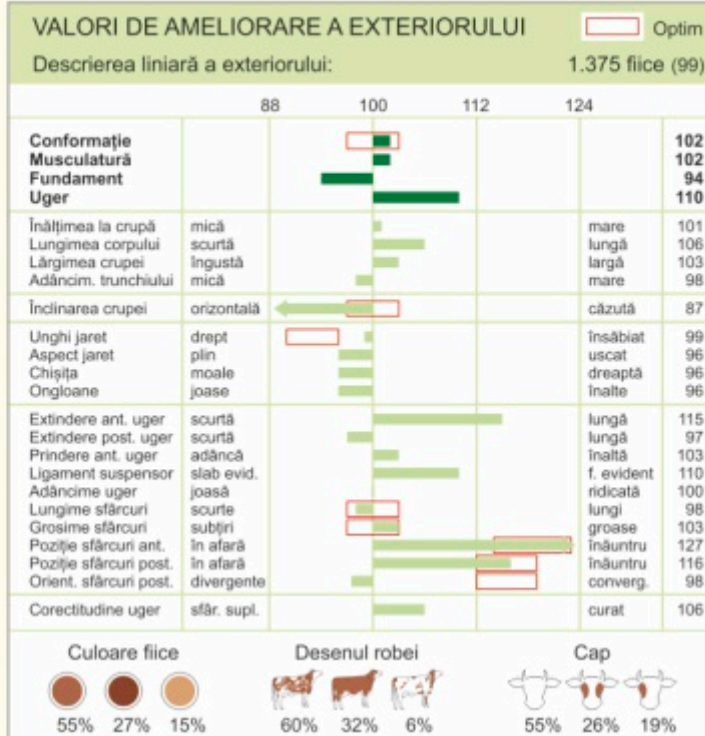 VALORI DE AMELIORARE A EXTERIORULUI Optim
Descrierea liniară a exteriorului: 1.375 fiice (99)
88 100 112 124
Conformație 102
Musculatură 102
Fundament 94
Uger 110
Înălțimea la crupă mică mare 101
Lungimea corpului scurtă lungă 106
Lărgimea crupei îngustă largă 103
Adâncim. trunchiului mică mare 98
Înclinarea crupei orizontală căzută 87
Unghi jaret drept însăbiat 99
Aspect jaret plin uscat 96
Chișița moale dreaptă 96
Ongloane joase înalte 96
Extindere ant. uger scurtă lungă 115
Extindere post. uger scurtă lungă 97
Prindere ant. uger adâncă înaltă 103
Ligament suspensor slab evid. f. evident 110
Adâncime uger joasă ridicată 100
Lungime sfârcuri scurte lungi 98
Grosime sfârcuri subțiri groase 103
Poziție sfârcuri ant. în afară înăuntru 127
Poziție sfârcuri post. în afară înăuntru 116
Orient. sfârcuri post. divergente converg. 98
Corectitudine uger sfâr. supl. curat 106
Culoare fiice Desenul robei Cap
55% 27% 15% 60% 32% 6% 55% 26% 19%